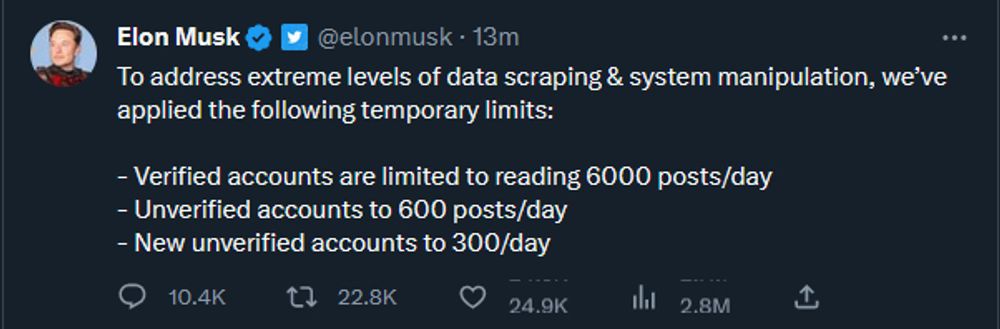 Elon Musk @elonmusk · 13m
To address extreme levels of data scraping & system manipulation, we’ve
applied the following temporary limits:
- Verified accounts are limited to reading 6000 posts/day
- Unverified accounts to 600 posts/day
- New unverified accounts to 300/day
10.4K 22.8K 24.9K 2.8M